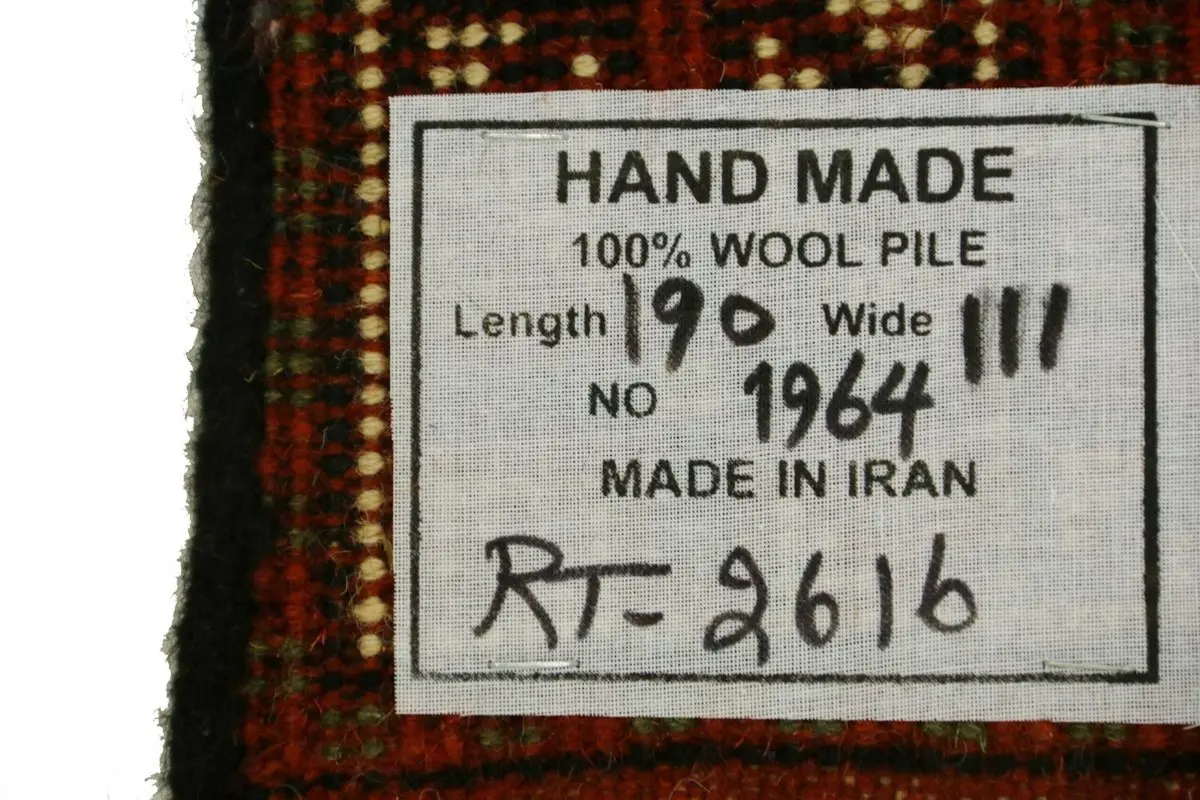 HAND MADE
100% WOOL PILE
Length 190 Wide 111
NO 1964
MADE IN IRAN
RT-2616